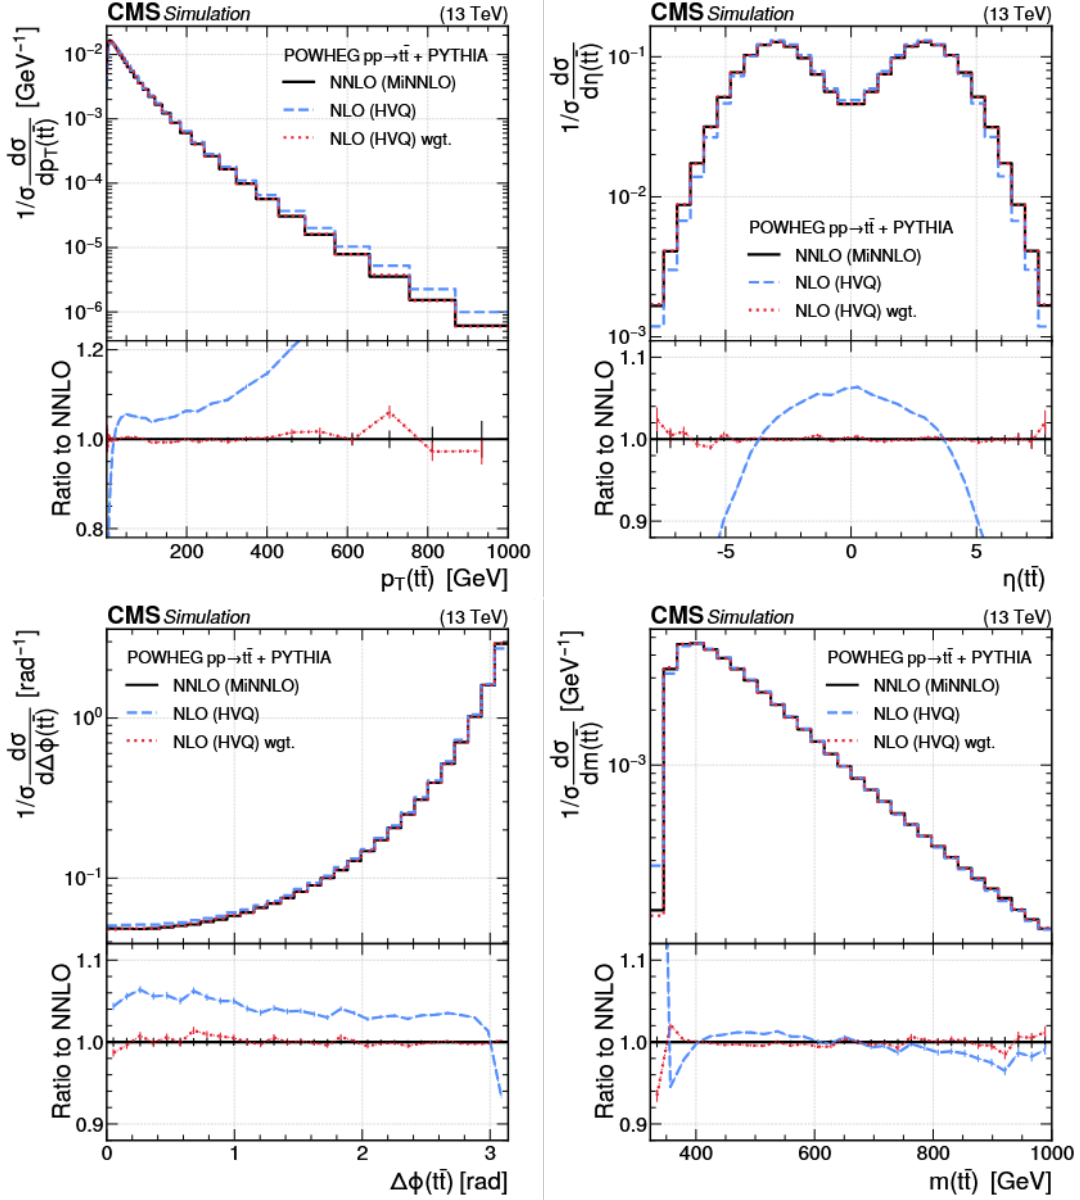 CMS Simulation (13 TeV)
1/σ dσ/dp_T(tt̄) [GeV⁻¹]
10⁻²
10⁻³
10⁻⁴
10⁻⁵
10⁻⁶
POWHEG pp→tt̄ + PYTHIA
NNLO (MiNNLO)
NLO (HVQ)
NLO (HVQ) wgt.
Ratio to NNLO
1.2
1.0
0.8
200 400 600 800 1000
p_T(tt̄) [GeV]
CMS Simulation (13 TeV)
1/σ dσ/dη(tt̄)
10⁻¹
10⁻²
10⁻³
POWHEG pp→tt̄ + PYTHIA
NNLO (MiNNLO)
NLO (HVQ)
NLO (HVQ) wgt.
Ratio to NNLO
1.1
1.0
0.9
-5 0 5
η(tt̄)
CMS Simulation (13 TeV)
1/σ dσ/dΔϕ(tt̄) [rad⁻¹]
10⁰
10⁻¹
POWHEG pp→tt̄ + PYTHIA
NNLO (MiNNLO)
NLO (HVQ)
NLO (HVQ) wgt.
Ratio to NNLO
1.1
1.0
0.9
0 1 2 3
Δϕ(tt̄) [rad]
CMS Simulation (13 TeV)
1/σ dσ/dm(tt̄) [GeV⁻¹]
10⁻³
POWHEG pp→tt̄ + PYTHIA
NNLO (MiNNLO)
NLO (HVQ)
NLO (HVQ) wgt.
Ratio to NNLO
1.1
1.0
0.9
400 600 800 1000
m(tt̄) [GeV]